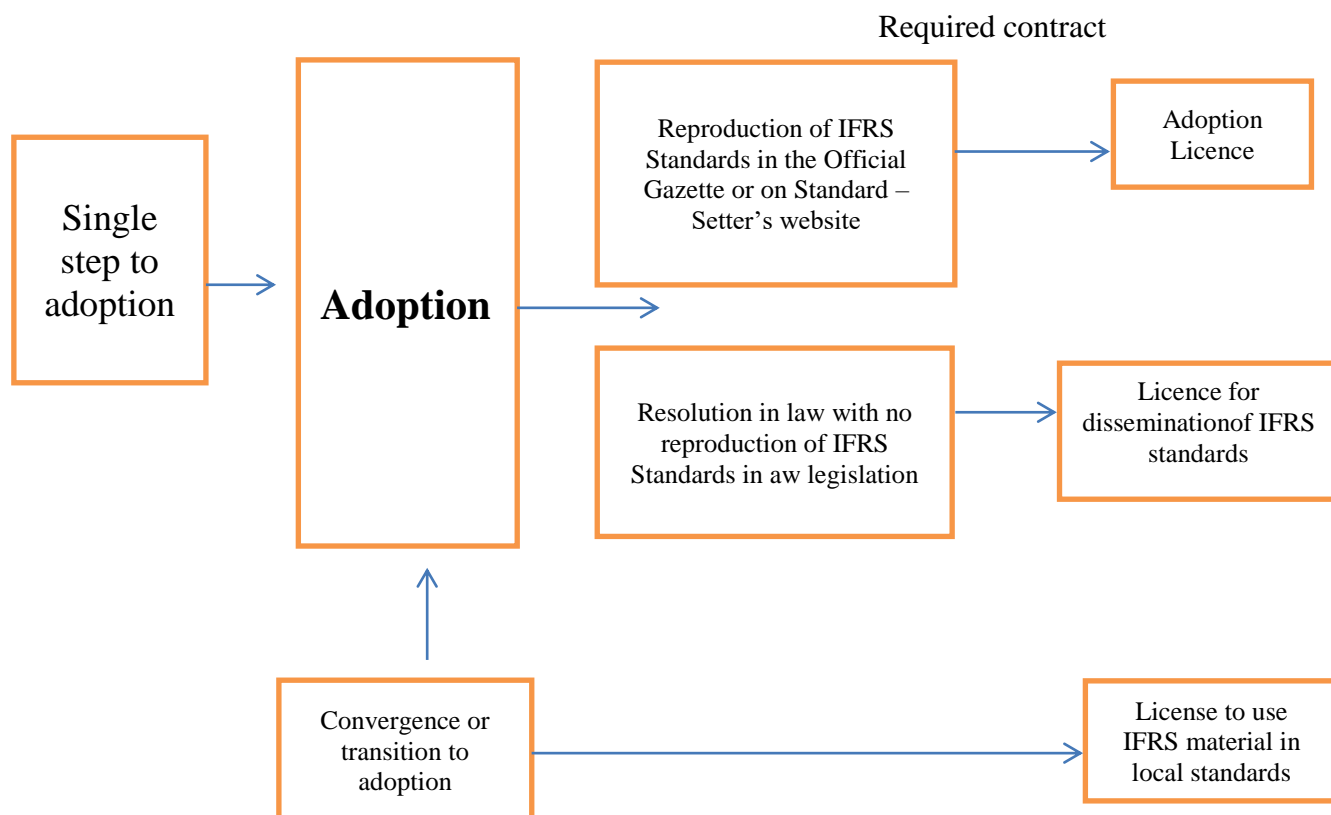 Required contract
Single
step to
adoption
Adoption
Reproduction of IFRS
Standards in the Official
Gazette or on Standard –
Setter’s website
Adoption
Licence
Resolution in law with no
reproduction of IFRS
Standards in aw legislation
Licence for
disseminationof IFRS
standards
Convergence or
transition to
adoption
License to use
IFRS material in
local standards